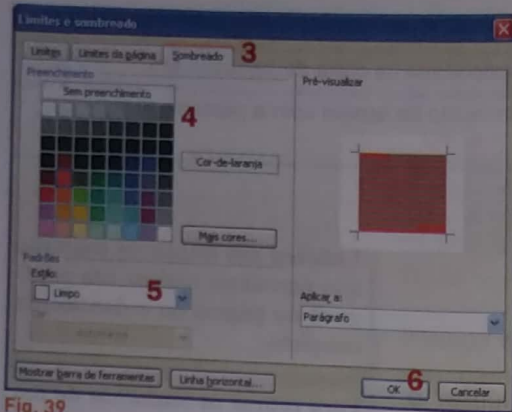 Limites e sombreado
Limites Limites da página Sombreado 3
Preenchimento
Sem preenchimento
4
Cor-de-laranja
Mais cores...
Pré-visualizar
Padrões
Estilo:
Limpo 5
Aplicar a:
Parágrafo
Mostrar barra de ferramentas Linha horizontal... OK 6 Cancelar
Fig. 39